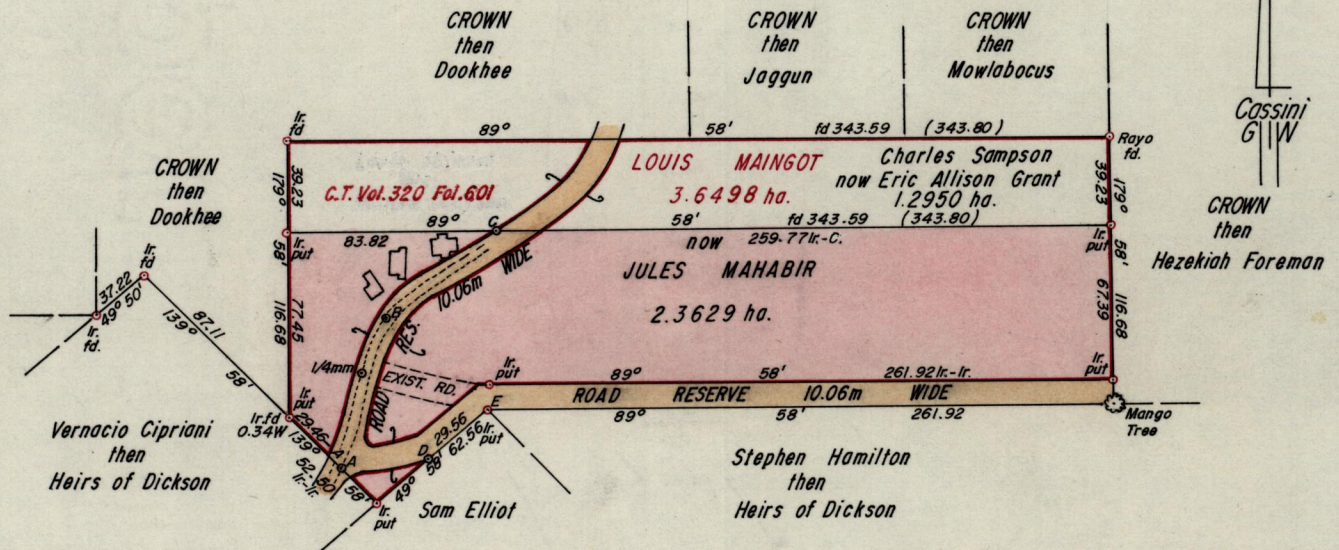 CROWN
then
Dookhee
CROWN
then
Jaggun
CROWN
then
Mowlabocus
Cassini
G W
Ir.
fd
89°
58'
fd 343.59
(343.80)
Rayo
fd.
CROWN
then
Dookhee
39.23
179°
C.T. Vol. 320 Fol. 601
LOUIS MAINGOT
3.6498 ha.
Charles Sampson
now Eric Allison Grant
1.2950 ha.
39.23
179°
CROWN
then
Hezekiah Foreman
89°
C
58'
fd 343.59
(343.80)
Ir.
put
83.82
now
259.77 Ir.-C.
Ir.
put
58'
58'
JULES MAHABIR
2.3629 ha.
WIDE
10.06m
RES.
ROAD
B
Ir.
fd
37.22
49° 50'
Ir.
fd.
87.11
139°
58'
77.45
116.68
67.39
116.68
1/4mm
EXIST. RD.
Ir.
put
89°
58'
261.92 Ir.-Ir.
Ir.
put
ROAD RESERVE 10.06m WIDE
E
89°
58'
261.92
Mango
Tree
Ir.
put
Ir. fd
0.34W
29.46
139°
A
52.50
Ir.-Ir.
58'
29.56
D
62.56
58'
49°
Ir.
put
Ir.
put
Vernacio Cipriani
then
Heirs of Dickson
Sam Elliot
Stephen Hamilton
then
Heirs of Dickson